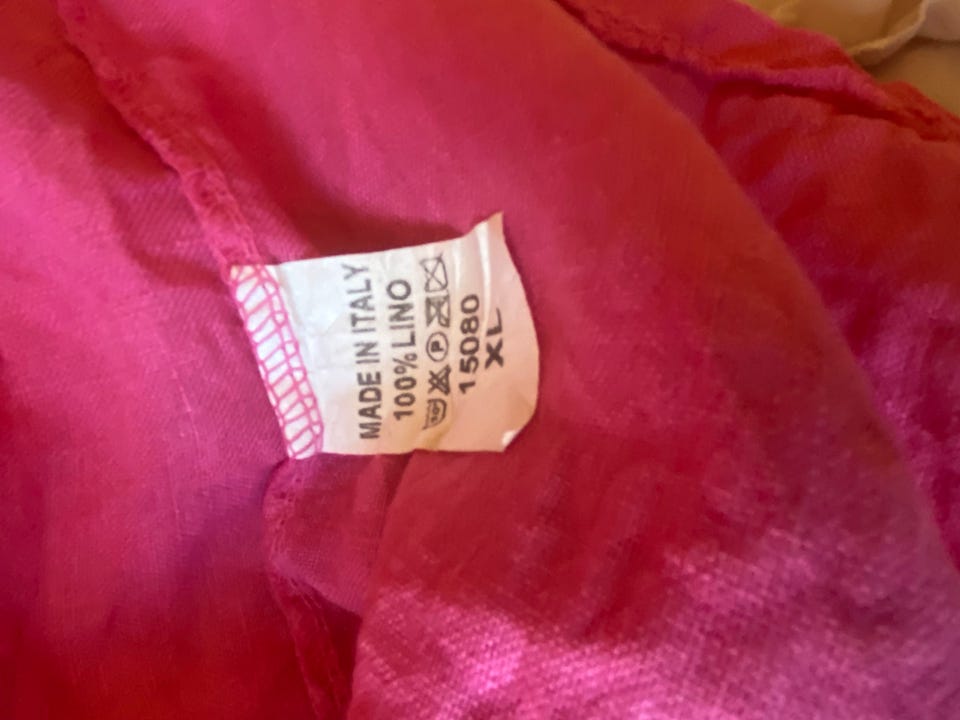 MADE IN ITALY
100% LINO
P
15080
XL